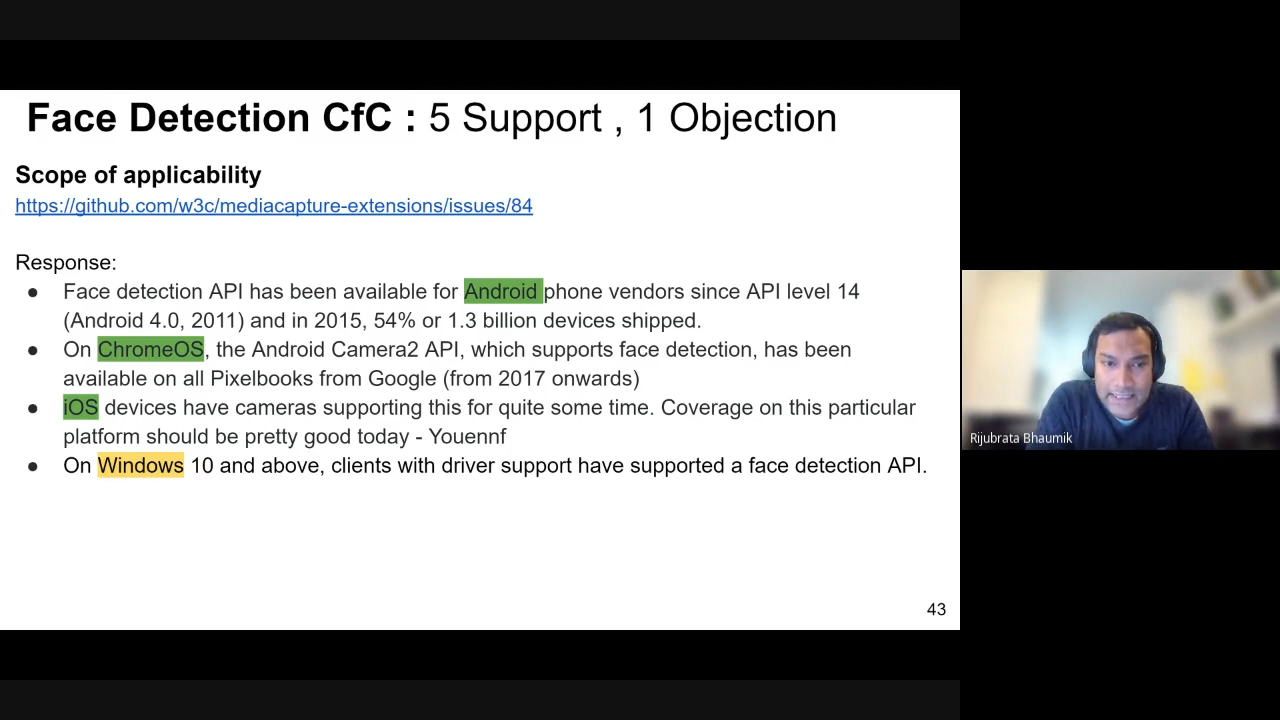 Face Detection CfC : 5 Support , 1 Objection
Scope of applicability
https://github.com/w3c/mediacapture-extensions/issues/84
Response:
● Face detection API has been available for Android phone vendors since API level 14
(Android 4.0, 2011) and in 2015, 54% or 1.3 billion devices shipped.
● On ChromeOS, the Android Camera2 API, which supports face detection, has been
available on all Pixelbooks from Google (from 2017 onwards)
● iOS devices have cameras supporting this for quite some time. Coverage on this particular
platform should be pretty good today - Youennf
● On Windows 10 and above, clients with driver support have supported a face detection API.
43
Rijubrata Bhaumik